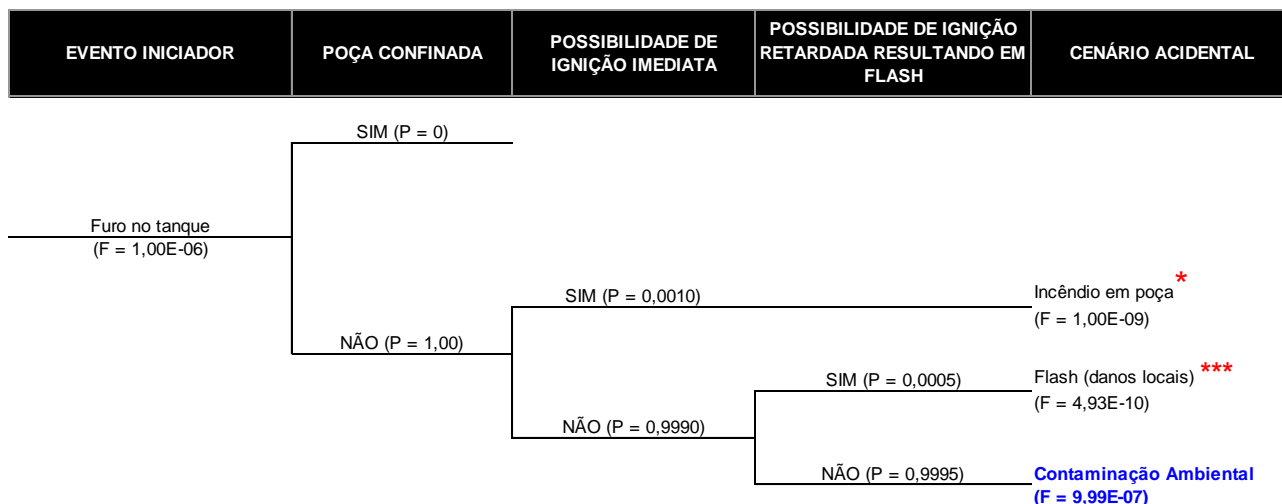 EVENTO INICIADOR
POÇA CONFINADA
POSSIBILIDADE DE
IGNIÇÃO IMEDIATA
POSSIBILIDADE DE IGNIÇÃO
RETARDADA RESULTANDO EM
FLASH
CENÁRIO ACIDENTAL
SIM (P = 0)
Furo no tanque
(F = 1,00E-06)
SIM (P = 0,0010)
Incêndio em poça *
(F = 1,00E-09)
NÃO (P = 1,00)
SIM (P = 0,0005)
Flash (danos locais) ***
(F = 4,93E-10)
NÃO (P = 0,9990)
NÃO (P = 0,9995)
Contaminação Ambiental
(F = 9,99E-07)